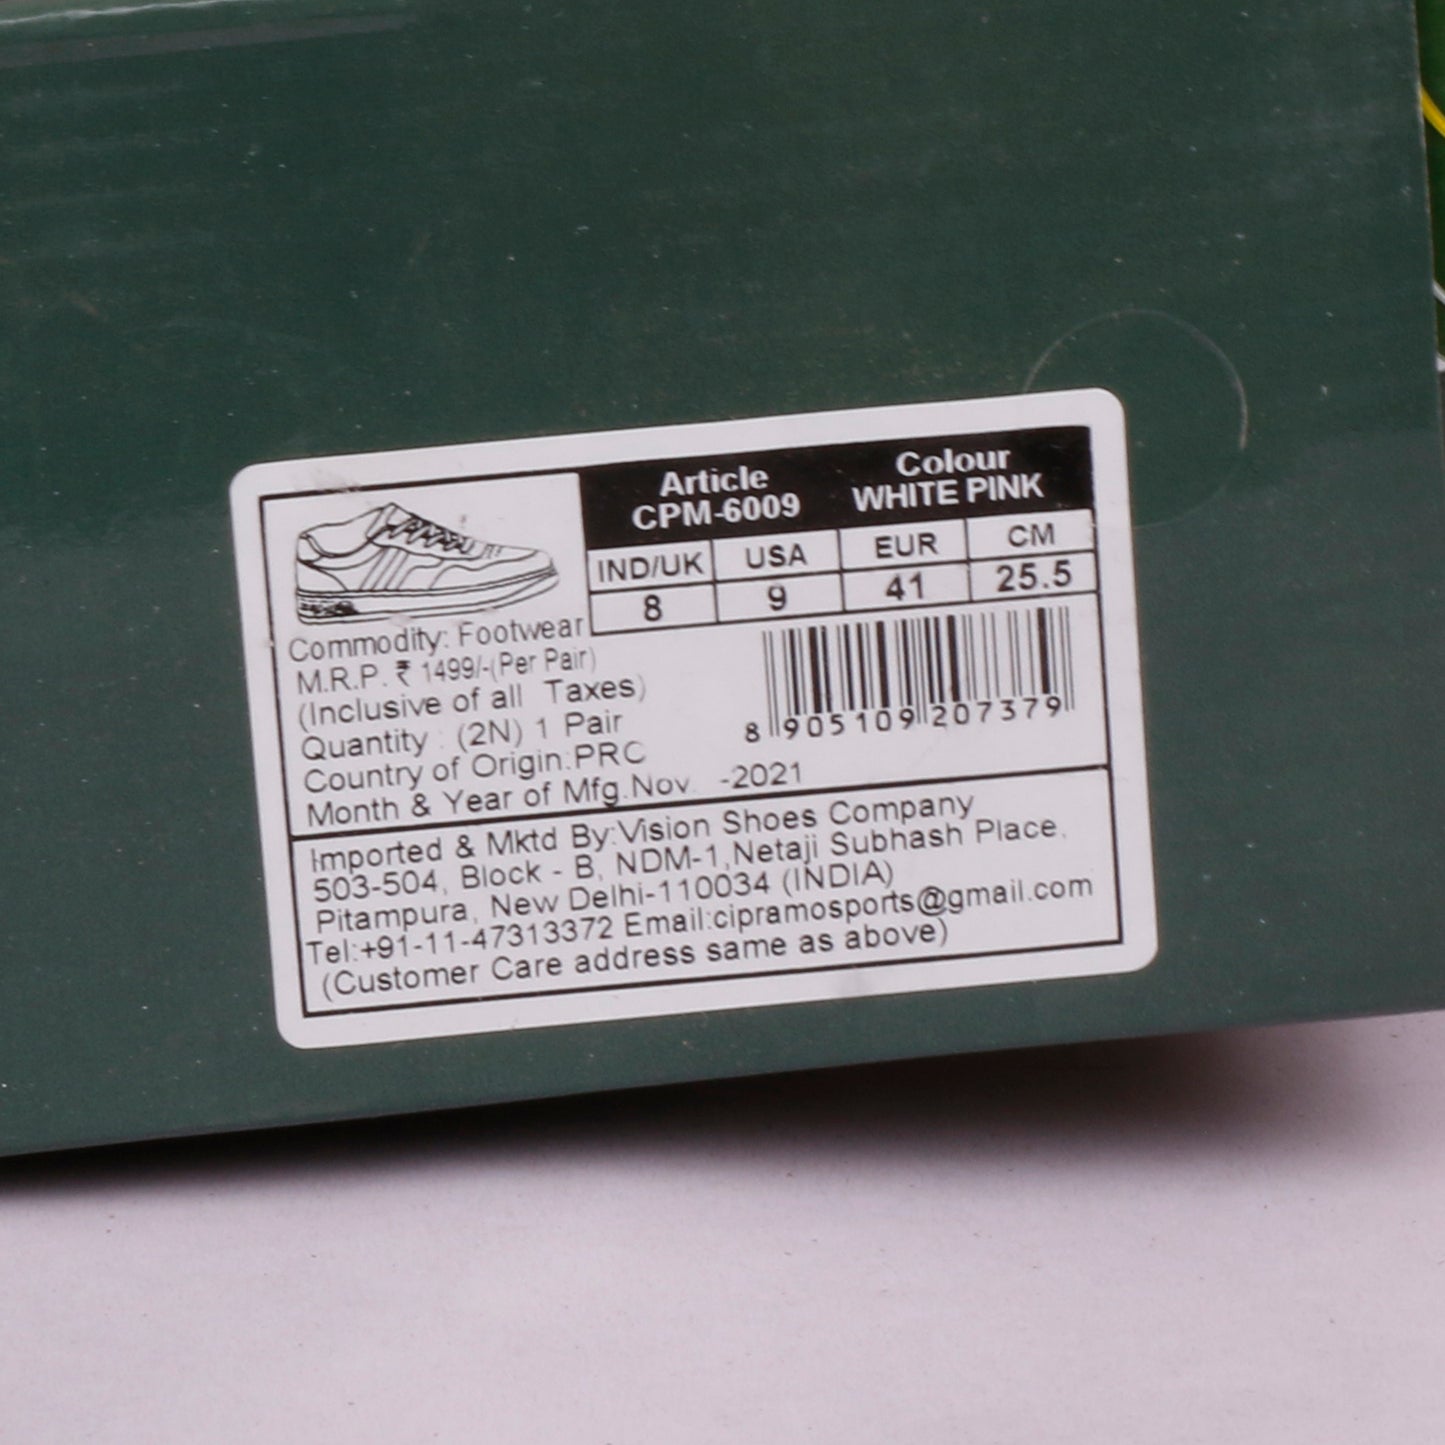 Article Colour
CPM-6009 WHITE PINK
IND/UK USA EUR CM
8 9 41 25.5
Commodity: Footwear
M.R.P. ₹ 1499/-(Per Pair)
(Inclusive of all Taxes)
Quantity : (2N) 1 Pair
Country of Origin:PRC
Month & Year of Mfg.Nov. -2021
8 905109 207379
Imported & Mktd By:Vision Shoes Company
503-504, Block - B, NDM-1,Netaji Subhash Place,
Pitampura, New Delhi-110034 (INDIA)
Tel:+91-11-47313372 Email:cipramosports@gmail.com
(Customer Care address same as above)